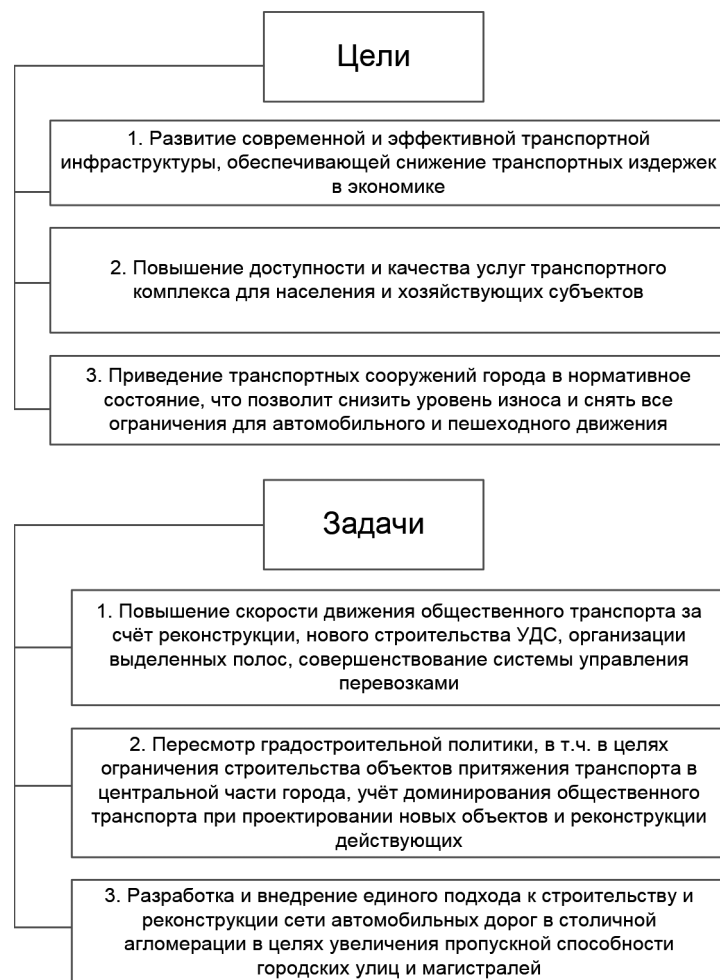 Цели
1. Развитие современной и эффективной транспортной
инфраструктуры, обеспечивающей снижение транспортных издержек
в экономике
2. Повышение доступности и качества услуг транспортного
комплекса для населения и хозяйствующих субъектов
3. Приведение транспортных сооружений города в нормативное
состояние, что позволит снизить уровень износа и снять все
ограничения для автомобильного и пешеходного движения
Задачи
1. Повышение скорости движения общественного транспорта за
счёт реконструкции, нового строительства УДС, организации
выделенных полос, совершенствование системы управления
перевозками
2. Пересмотр градостроительной политики, в т.ч. в целях
ограничения строительства объектов притяжения транспорта в
центральной части города, учёт доминирования общественного
транспорта при проектировании новых объектов и реконструкции
действующих
3. Разработка и внедрение единого подхода к строительству и
реконструкции сети автомобильных дорог в столичной
агломерации в целях увеличения пропускной способности
городских улиц и магистралей